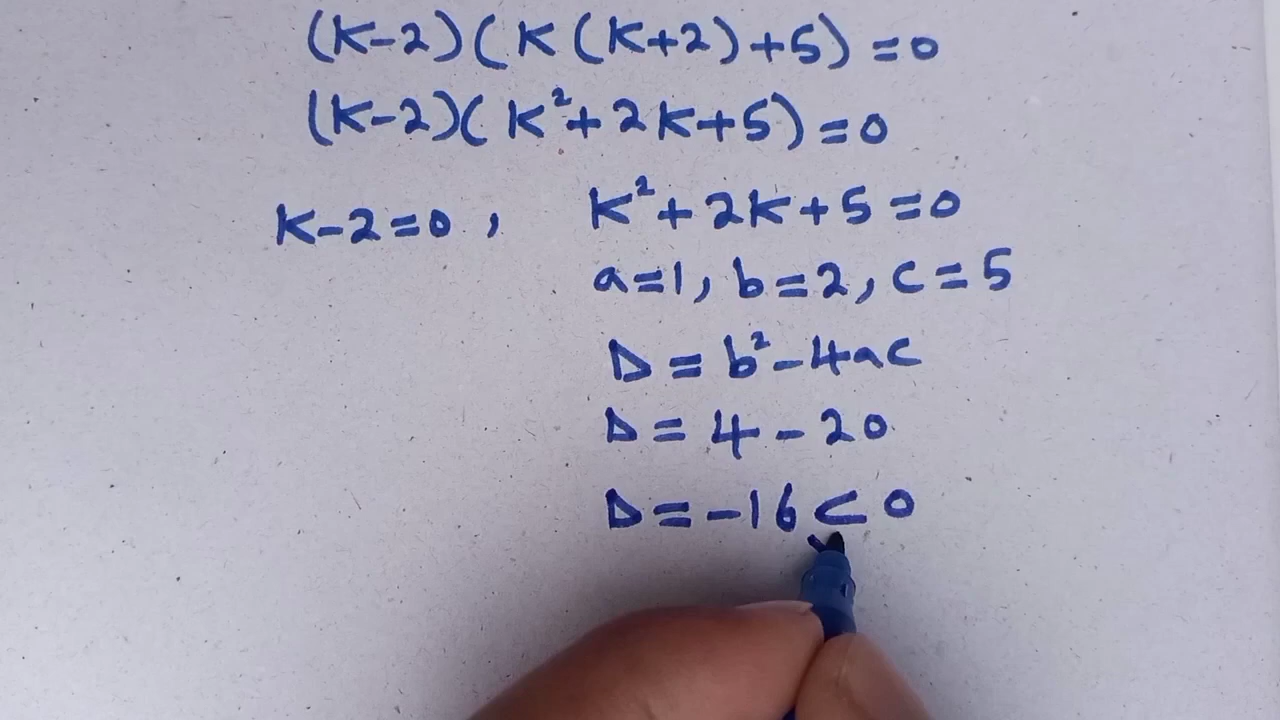 (K-2)(K(K+2)+5)=0
(K-2)(K²+2K+5)=0
K-2=0, K²+2K+5=0
a=1, b=2, c=5
D=b²-4ac
D=4-20
D=-16<0